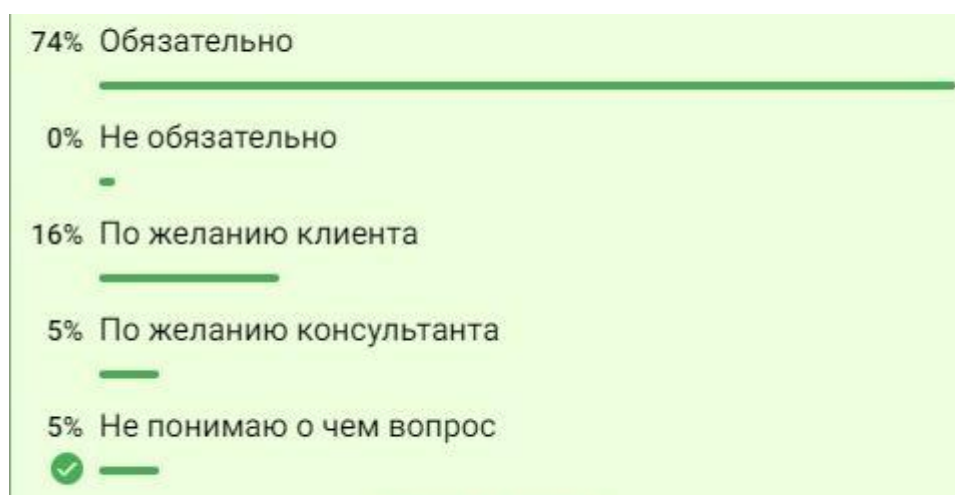 74% Обязательно
0% Не обязательно
16% По желанию клиента
5% По желанию консультанта
5% Не понимаю о чем вопрос